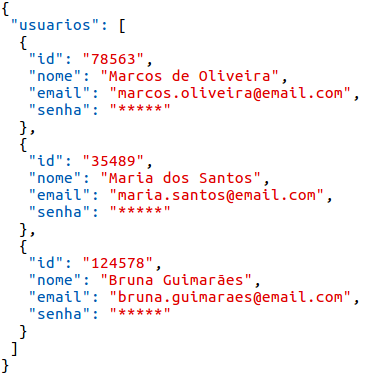 {
"usuarios": [
{
"id": "78563",
"nome": "Marcos de Oliveira",
"email": "marcos.oliveira@email.com",
"senha": "*****"
},
{
"id": "35489",
"nome": "Maria dos Santos",
"email": "maria.santos@email.com",
"senha": "*****"
},
{
"id": "124578",
"nome": "Bruna Guimarães",
"email": "bruna.guimaraes@email.com",
"senha": "*****"
}
]
}